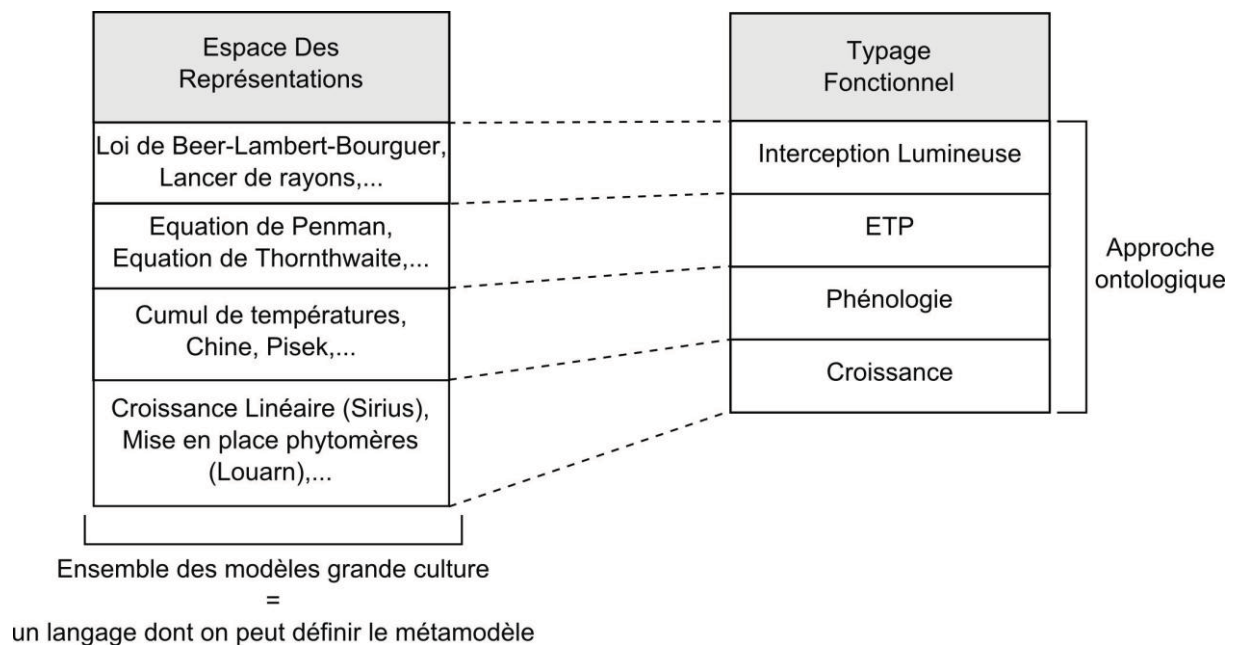 Espace Des
Représentations
Loi de Beer-Lambert-Bourguer,
Lancer de rayons,...
Equation de Penman,
Equation de Thornthwaite,...
Cumul de températures,
Chine, Pisek,...
Croissance Linéaire (Sirius),
Mise en place phytomères
(Louarn),...
Ensemble des modèles grande culture
=
un langage dont on peut définir le métamodèle
Typage
Fonctionnel
Interception Lumineuse
ETP
Phénologie
Croissance
Approche
ontologique